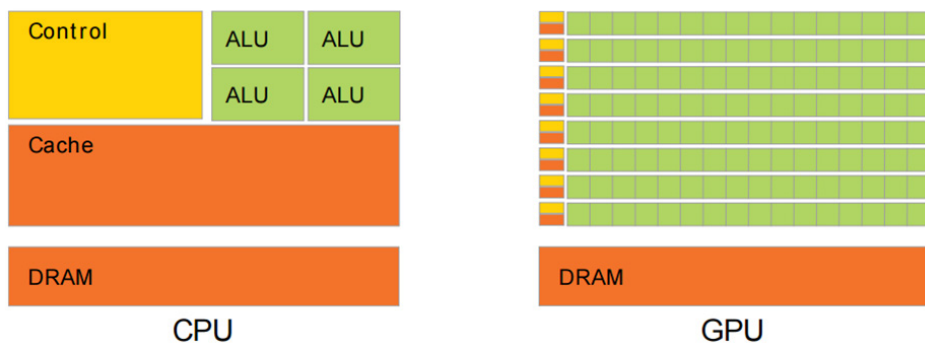 Control
ALU ALU
ALU ALU
Cache
DRAM
CPU
DRAM
GPU